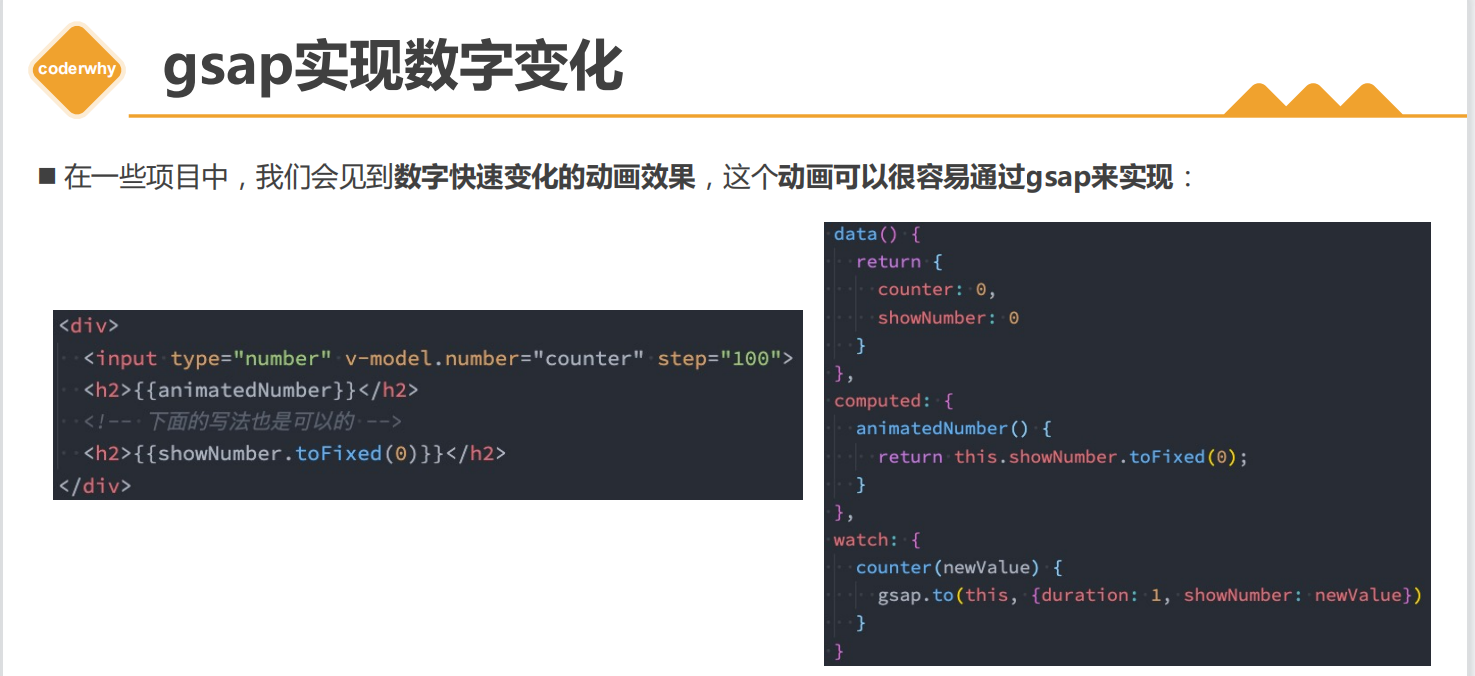 coderwhy
gsap实现数字变化
■ 在一些项目中，我们会见到数字快速变化的动画效果，这个动画可以很容易通过gsap来实现：
<div>
  <input type="number" v-model.number="counter" step="100">
  <h2>{{animatedNumber}}</h2>
  <!-- 下面的写法也是可以的 -->
  <h2>{{showNumber.toFixed(0)}}</h2>
</div>
data() {
  return {
    counter: 0,
    showNumber: 0
  }
},
computed: {
  animatedNumber() {
    return this.showNumber.toFixed(0);
  }
},
watch: {
  counter(newValue) {
    gsap.to(this, {duration: 1, showNumber: newValue})
  }
}